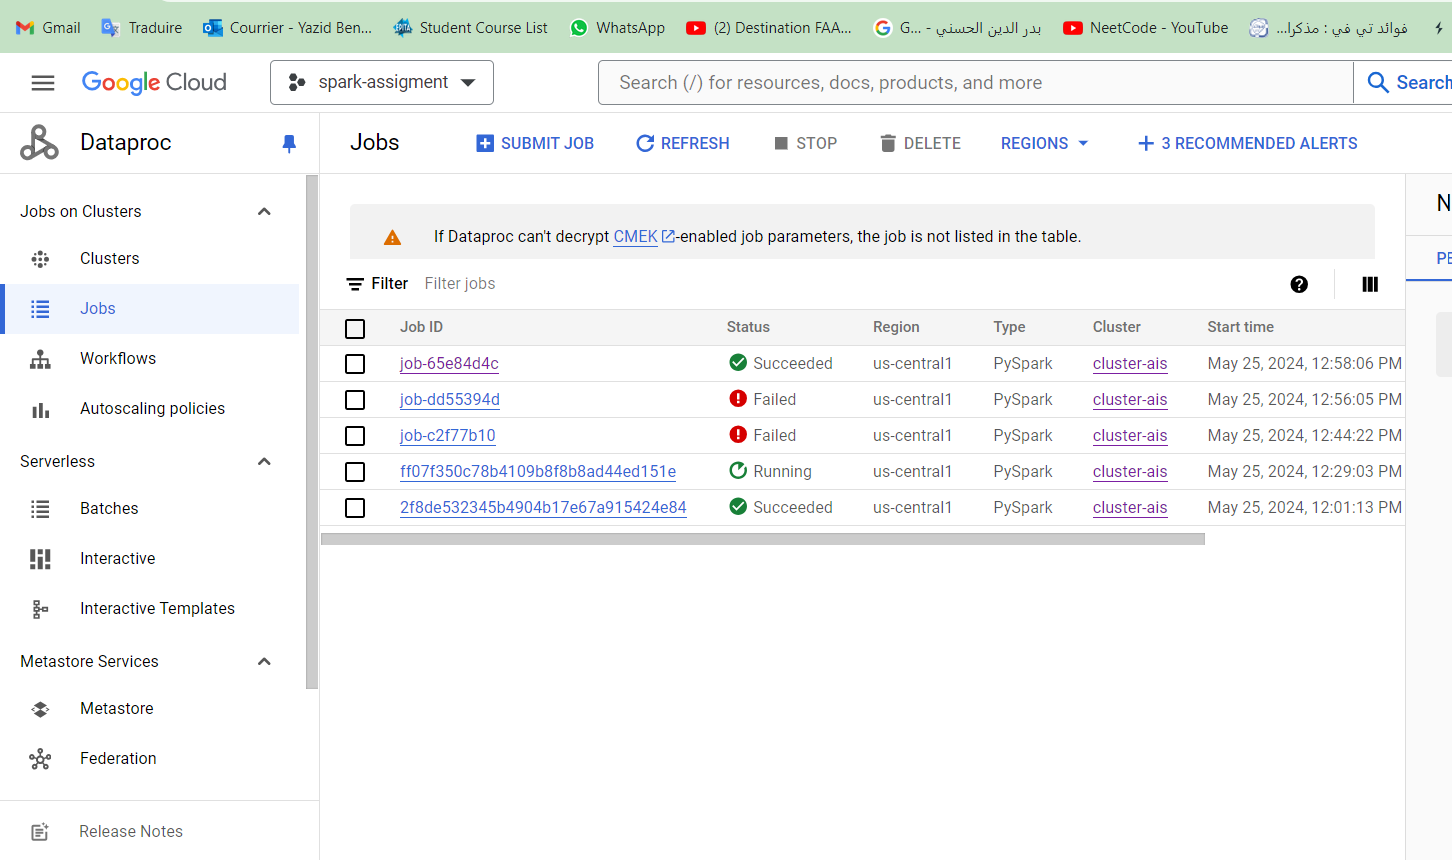 Gmail Traduire Courrier - Yazid Ben... Student Course List WhatsApp (2) Destination FAA... G... - بدر الدين الحسني NeetCode - YouTube فوائد تي في : مذكرا...
Google Cloud spark-assigment Search (/) for resources, docs, products, and more Search
Dataproc Jobs SUBMIT JOB REFRESH STOP DELETE REGIONS 3 RECOMMENDED ALERTS
Jobs on Clusters
Clusters
Jobs
Workflows
Autoscaling policies
Serverless
Batches
Interactive
Interactive Templates
Metastore Services
Metastore
Federation
Release Notes
If Dataproc can't decrypt CMEK -enabled job parameters, the job is not listed in the table.
Filter Filter jobs
Job ID Status Region Type Cluster Start time
job-65e84d4c Succeeded us-central1 PySpark cluster-ais May 25, 2024, 12:58:06 PM
job-dd55394d Failed us-central1 PySpark cluster-ais May 25, 2024, 12:56:05 PM
job-c2f77b10 Failed us-central1 PySpark cluster-ais May 25, 2024, 12:44:22 PM
ff07f350c78b4109b8f8b8ad44ed151e Running us-central1 PySpark cluster-ais May 25, 2024, 12:29:03 PM
2f8de532345b4904b17e67a915424e84 Succeeded us-central1 PySpark cluster-ais May 25, 2024, 12:01:13 PM
N
PE